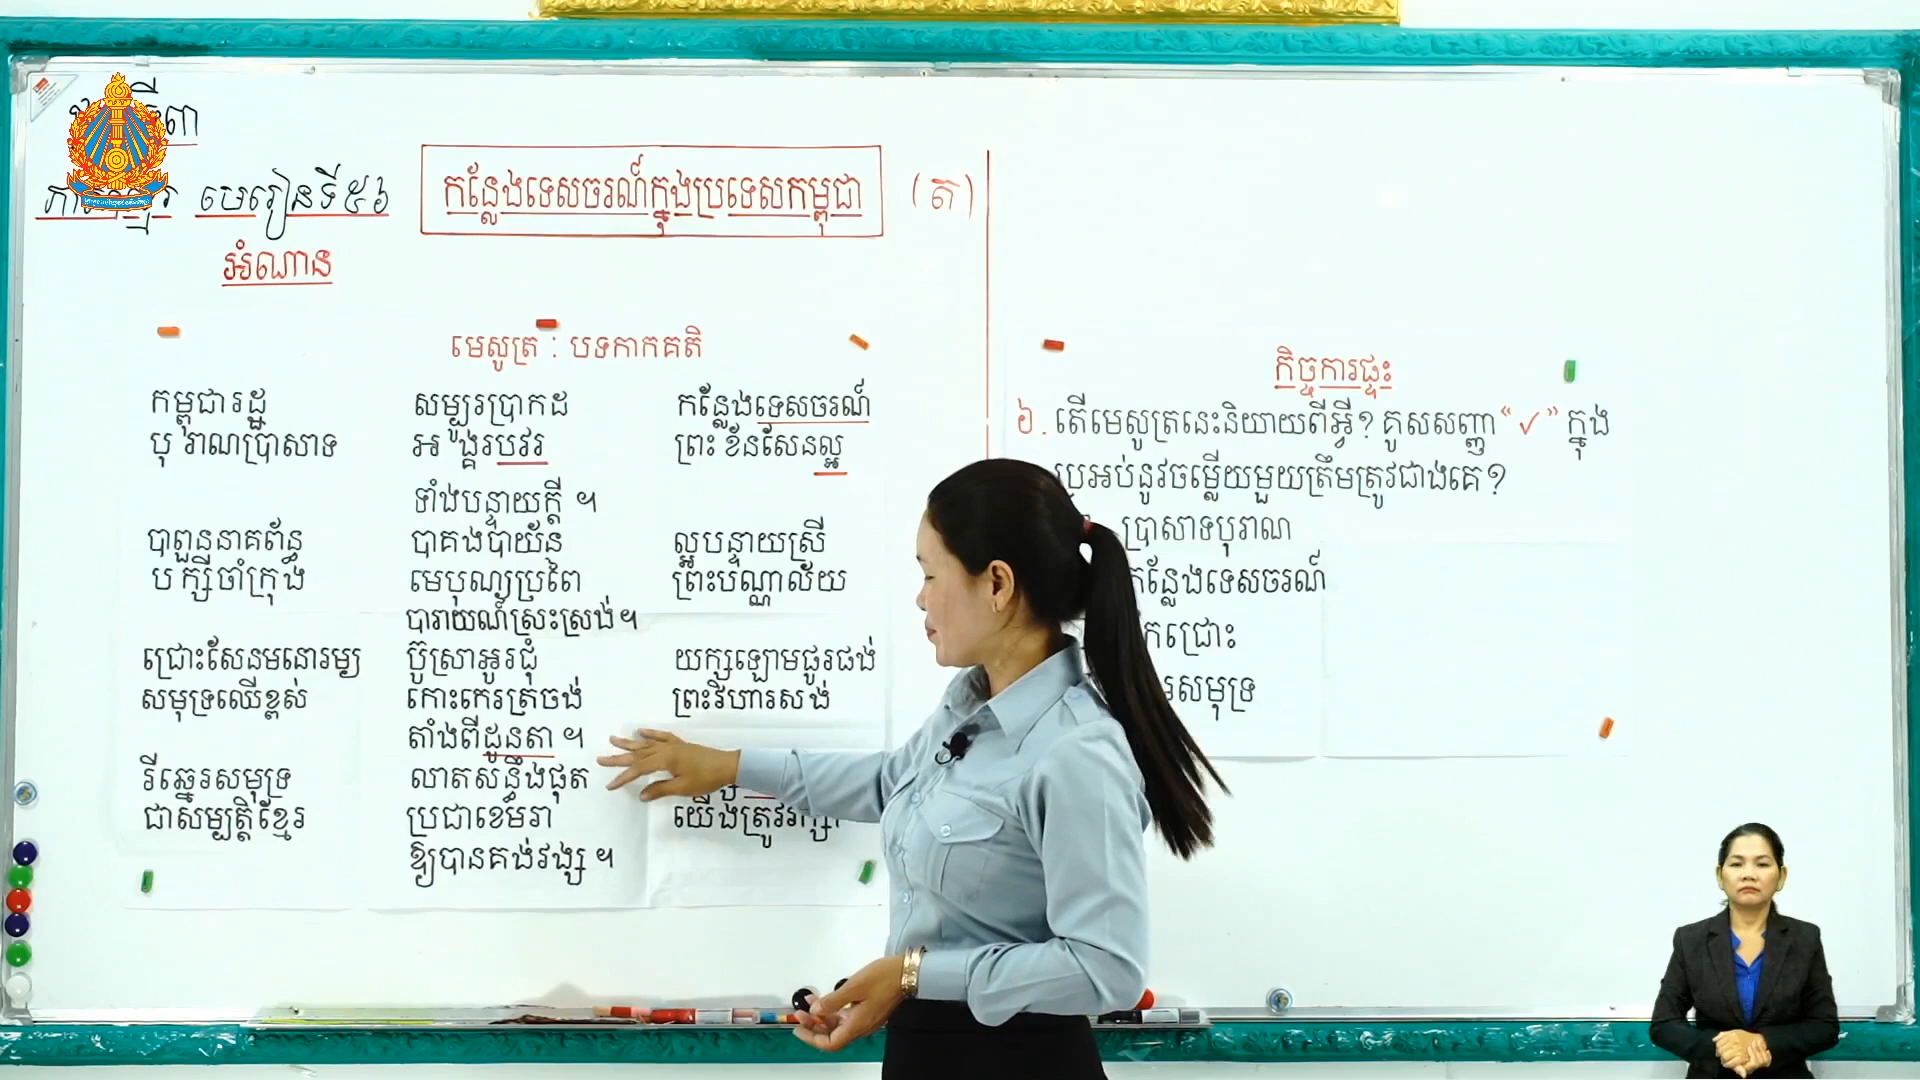 មេរៀនទី៥៦
កន្លែងទេសចរណ៍ក្នុងប្រទេសកម្ពុជា (ត)
អំណាន
មេសូត្រ : បទកាកគតិ
កម្ពុជារដ្ឋ សម្បូរប្រាកដ កន្លែងទេសចរណ៍
បុរាណប្រាសាទ អង្គរបវរ ព្រះខ័នសែនល្អ
ទាំងបន្ទាយក្ដី ។
បាពួននាគព័ន្ធ បាគងបាយ័ន ល្អបន្ទាយស្រី
បក្សីចាំក្រុង មេបុណ្យប្រពៃ ព្រះបណ្ណាល័យ
បារាយណ៍ស្រះស្រង់។
ជ្រោះសែនមនោរម្យ ប៊ូស្រាអូរជុំ យក្សឡោមផូរផង់
សមុទ្រឈើខ្ពស់ កោះកេរត្រចង់ ព្រះវិហារសង់
តាំងពីដូនតា ។
រីឆ្នេរសមុទ្រ លាតសន្ធឹងផុត
ជាសម្បត្តិខ្មែរ ប្រជាខេមរា យើងត្រូវរក្សា
ឱ្យបានគង់វង្ស ។
កិច្ចការផ្ទះ
១. តើមេសូត្រនេះនិយាយពីអ្វី? គូសសញ្ញា “✓” ក្នុង
ប្រអប់នូវចម្លើយមួយត្រឹមត្រូវជាងគេ?
ប្រាសាទបុរាណ
កន្លែងទេសចរណ៍